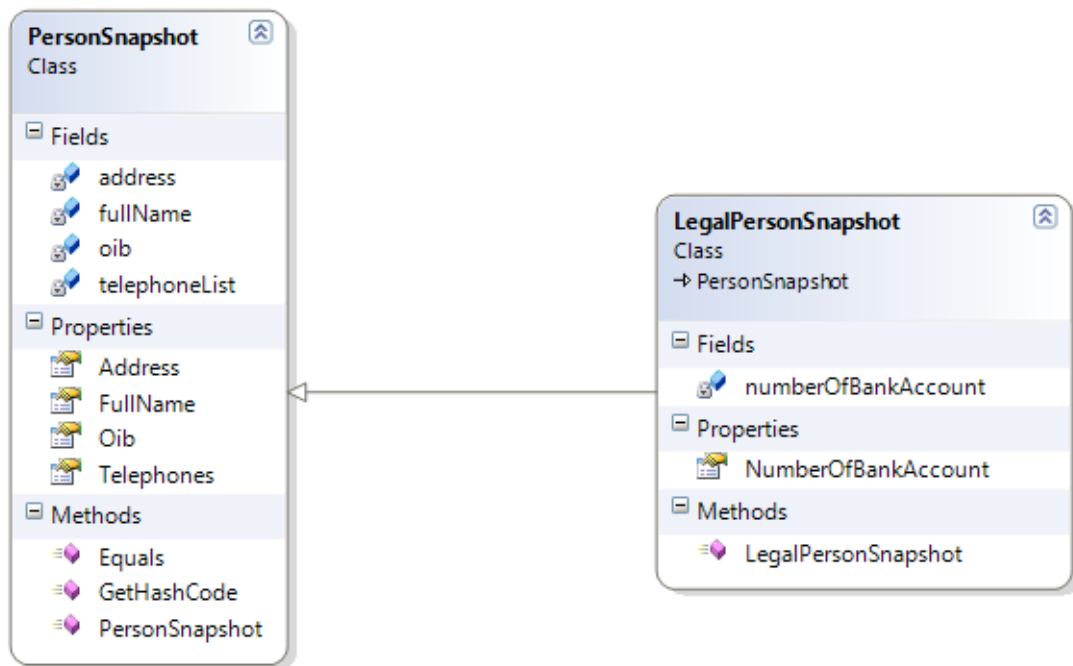 PersonSnapshot
Class
Fields
address
fullName
oib
telephoneList
Properties
Address
FullName
Oib
Telephones
Methods
Equals
GetHashCode
PersonSnapshot
LegalPersonSnapshot
Class
PersonSnapshot
Fields
numberOfBankAccount
Properties
NumberOfBankAccount
Methods
LegalPersonSnapshot